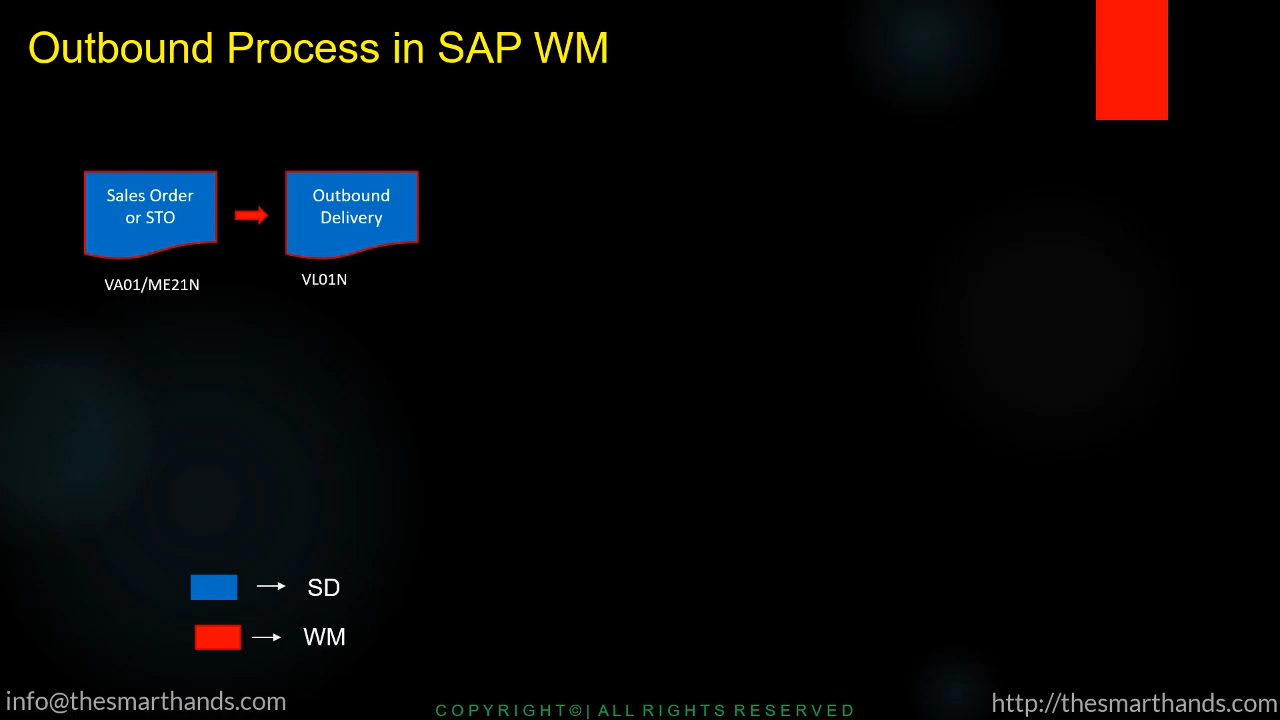 Outbound Process in SAP WM
Sales Order
or STO
Outbound
Delivery
VA01/ME21N
VL01N
SD
WM
info@thesmarthands.com
COPYRIGHT©| ALL RIGHTS RESERVED
http://thesmarthands.com